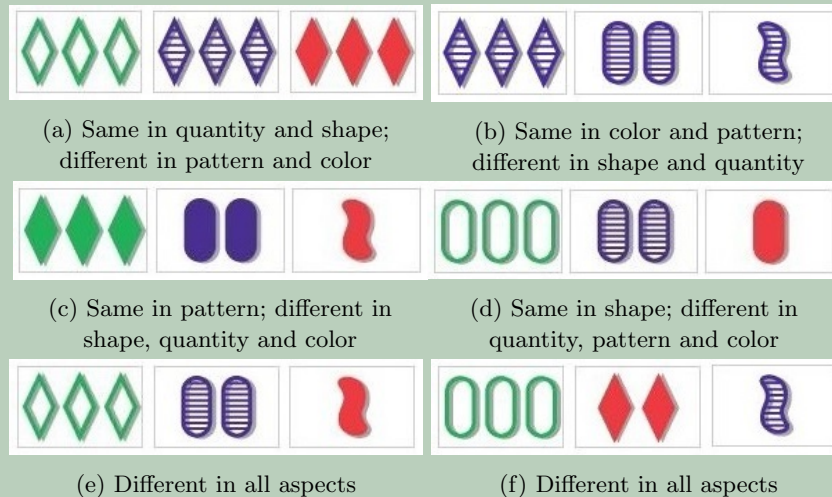 (a) Same in quantity and shape;
different in pattern and color
(b) Same in color and pattern;
different in shape and quantity
(c) Same in pattern; different in
shape, quantity and color
(d) Same in shape; different in
quantity, pattern and color
(e) Different in all aspects
(f) Different in all aspects